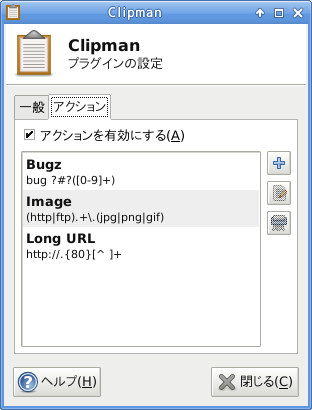 Clipman
Clipman
プラグインの設定
一般 アクション
アクションを有効にする(A)
Bugz
bug ?#?([0-9]+)
Image
(http|ftp).+\.(jpg|png|gif)
Long URL
http://.{80}[^ ]+
ヘルプ(H) 閉じる(C)